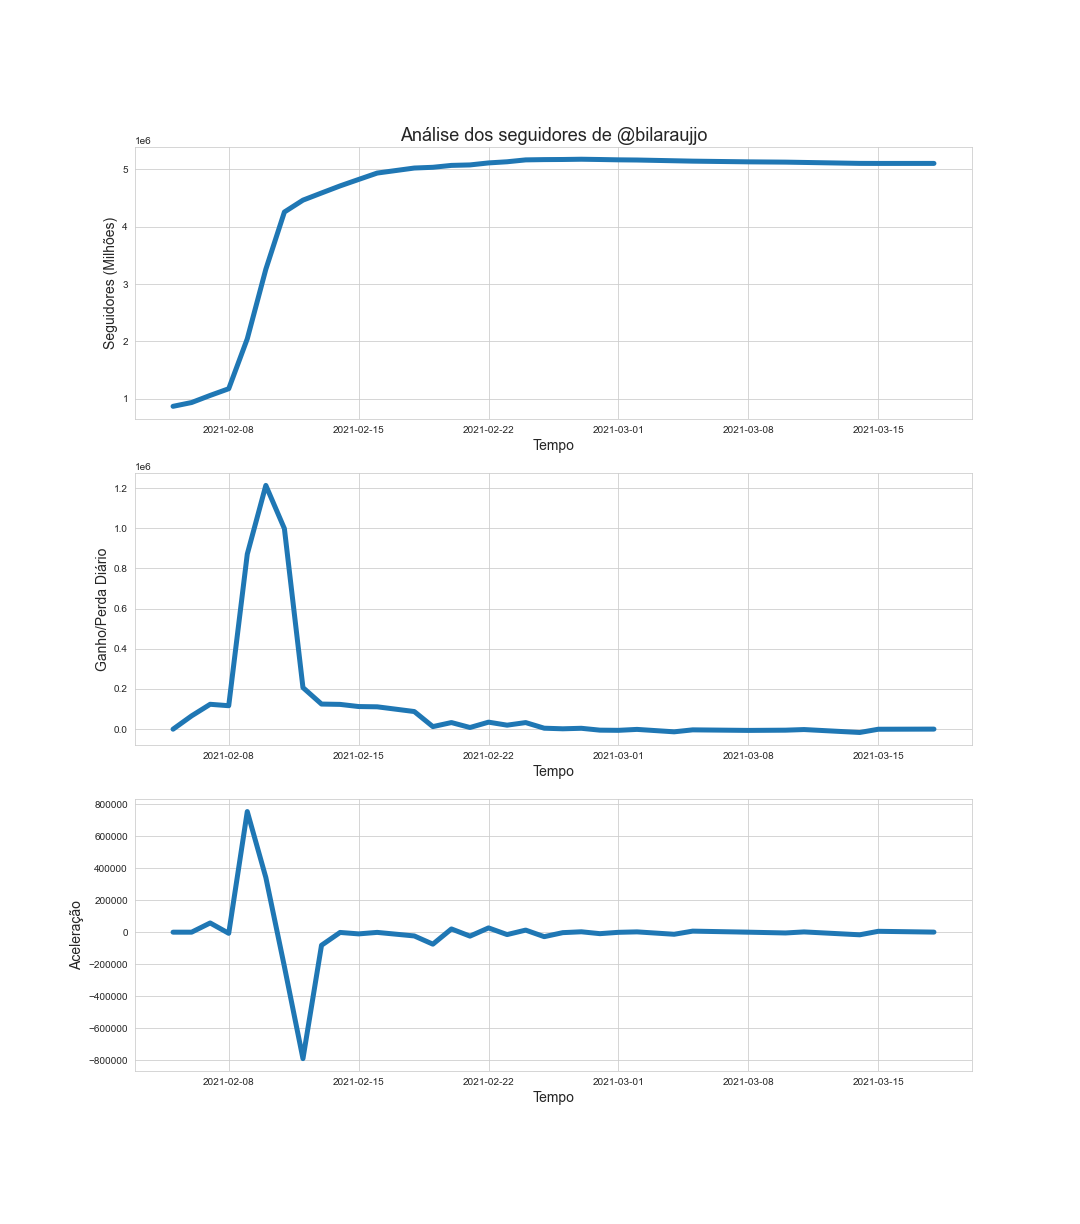 Análise dos seguidores de @bilaraujjo
1e6
Seguidores (Milhões)
5
4
3
2
1
2021-02-08 2021-02-15 2021-02-22 2021-03-01 2021-03-08 2021-03-15
Tempo
1e6
Ganho/Perda Diário
1.2
1.0
0.8
0.6
0.4
0.2
0.0
2021-02-08 2021-02-15 2021-02-22 2021-03-01 2021-03-08 2021-03-15
Tempo
Aceleração
800000
600000
400000
200000
0
−200000
−400000
−600000
−800000
2021-02-08 2021-02-15 2021-02-22 2021-03-01 2021-03-08 2021-03-15
Tempo